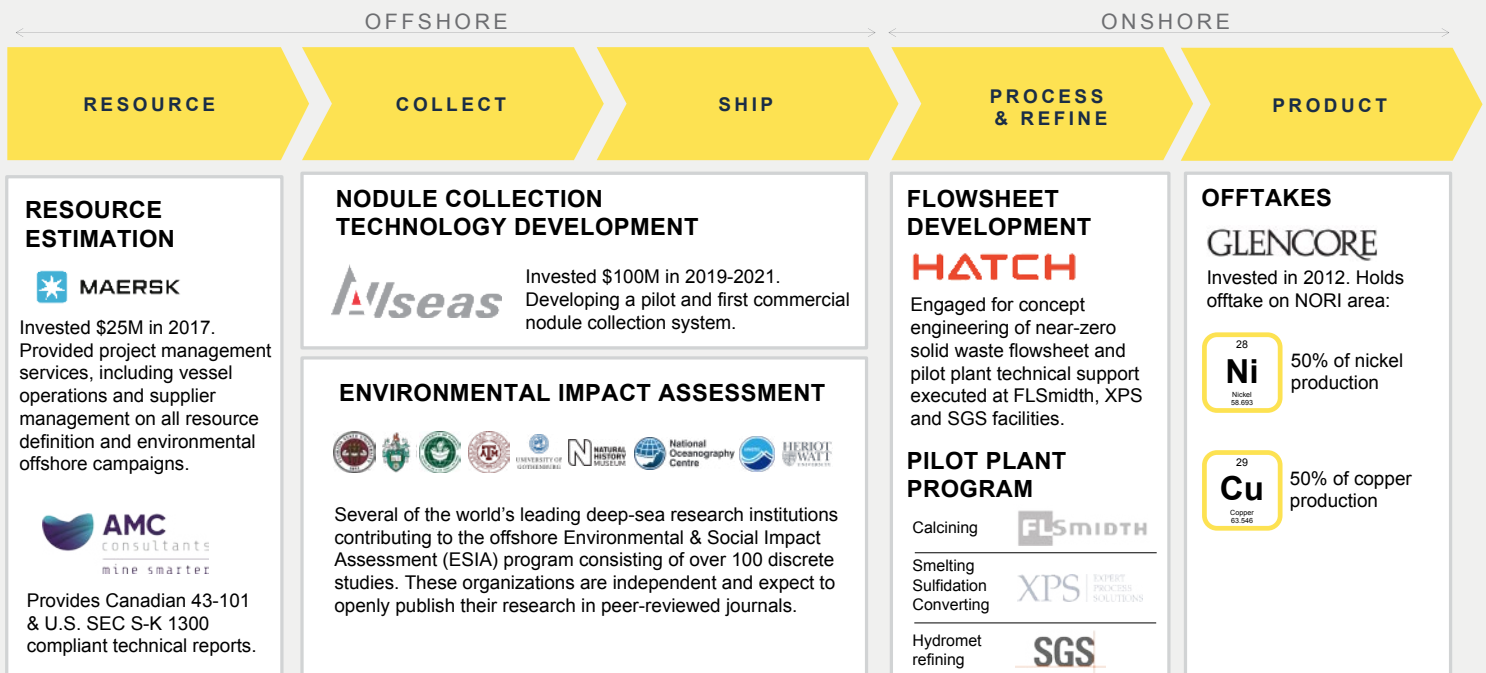 OFFSHORE
ONSHORE
RESOURCE
COLLECT
SHIP
PROCESS
& REFINE
PRODUCT
RESOURCE
ESTIMATION
MAERSK
Invested $25M in 2017.
Provided project management
services, including vessel
operations and supplier
management on all resource
definition and environmental
offshore campaigns.
AMC
consultants
mine smarter
Provides Canadian 43-101
& U.S. SEC S-K 1300
compliant technical reports.
NODULE COLLECTION
TECHNOLOGY DEVELOPMENT
Allseas
Invested $100M in 2019-2021.
Developing a pilot and first commercial
nodule collection system.
ENVIRONMENTAL IMPACT ASSESSMENT
ATM
UNIVERSITY OF
GOTHENBURG
N
NATURAL
HISTORY
MUSEUM
National
Oceanography
Centre
HERIOT
WATT
UNIVERSITY
Several of the world’s leading deep-sea research institutions
contributing to the offshore Environmental & Social Impact
Assessment (ESIA) program consisting of over 100 discrete
studies. These organizations are independent and expect to
openly publish their research in peer-reviewed journals.
FLOWSHEET
DEVELOPMENT
HATCH
Engaged for concept
engineering of near-zero
solid waste flowsheet and
pilot plant technical support
executed at FLSmidth, XPS
and SGS facilities.
PILOT PLANT
PROGRAM
Calcining
FLSMIDTH
Smelting
Sulfidation
Converting
XPS
EXPERT
PROCESS
SOLUTIONS
Hydromet
refining
SGS
OFFTAKES
GLENCORE
Invested in 2012. Holds
offtake on NORI area:
28
Ni
Nickel
58.693
50% of nickel
production
29
Cu
Copper
63.546
50% of copper
production